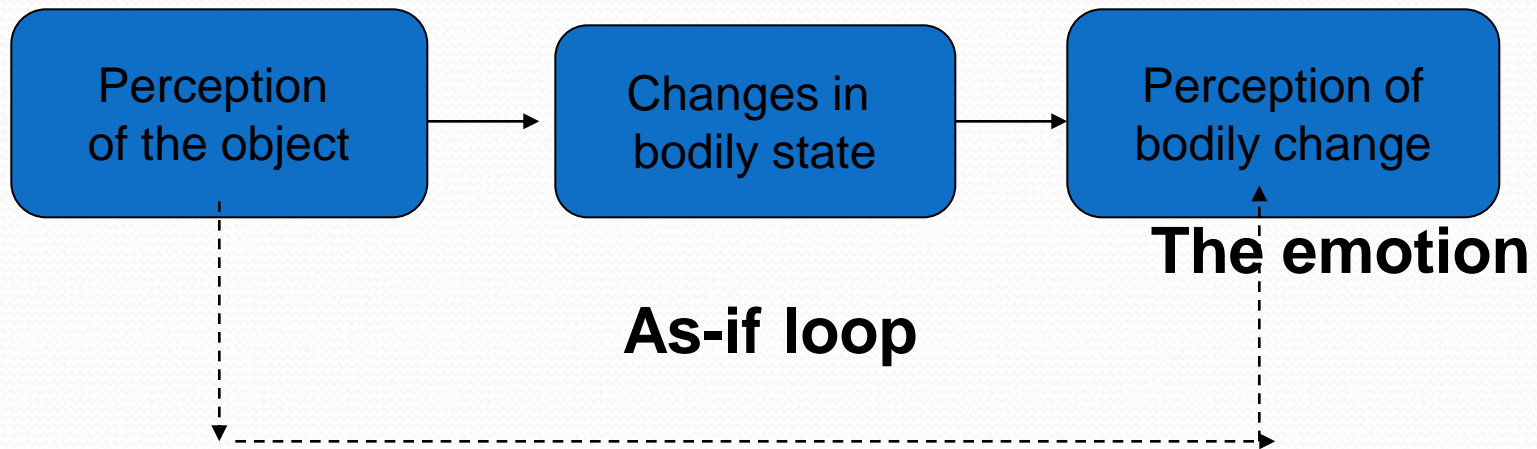 Perception
of the object
Changes in
bodily state
Perception of
bodily change
The emotion
As-if loop